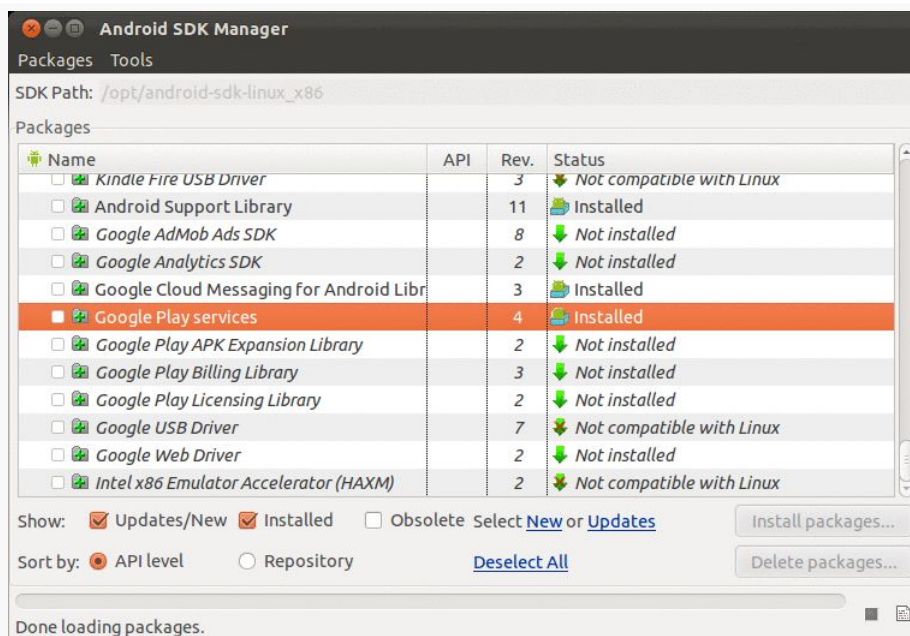 Android SDK Manager
Packages Tools
SDK Path: /opt/android-sdk-linux_x86
Packages
Name API Rev. Status
Kindle Fire USB Driver 3 Not compatible with Linux
Android Support Library 11 Installed
Google AdMob Ads SDK 8 Not installed
Google Analytics SDK 2 Not installed
Google Cloud Messaging for Android Libr 3 Installed
Google Play services 4 Installed
Google Play APK Expansion Library 2 Not installed
Google Play Billing Library 3 Not installed
Google Play Licensing Library 2 Not installed
Google USB Driver 7 Not compatible with Linux
Google Web Driver 2 Not installed
Intel x86 Emulator Accelerator (HAXM) 2 Not compatible with Linux
Show: Updates/New Installed Obsolete Select New or Updates Install packages...
Sort by: API level Repository Deselect All Delete packages...
Done loading packages.